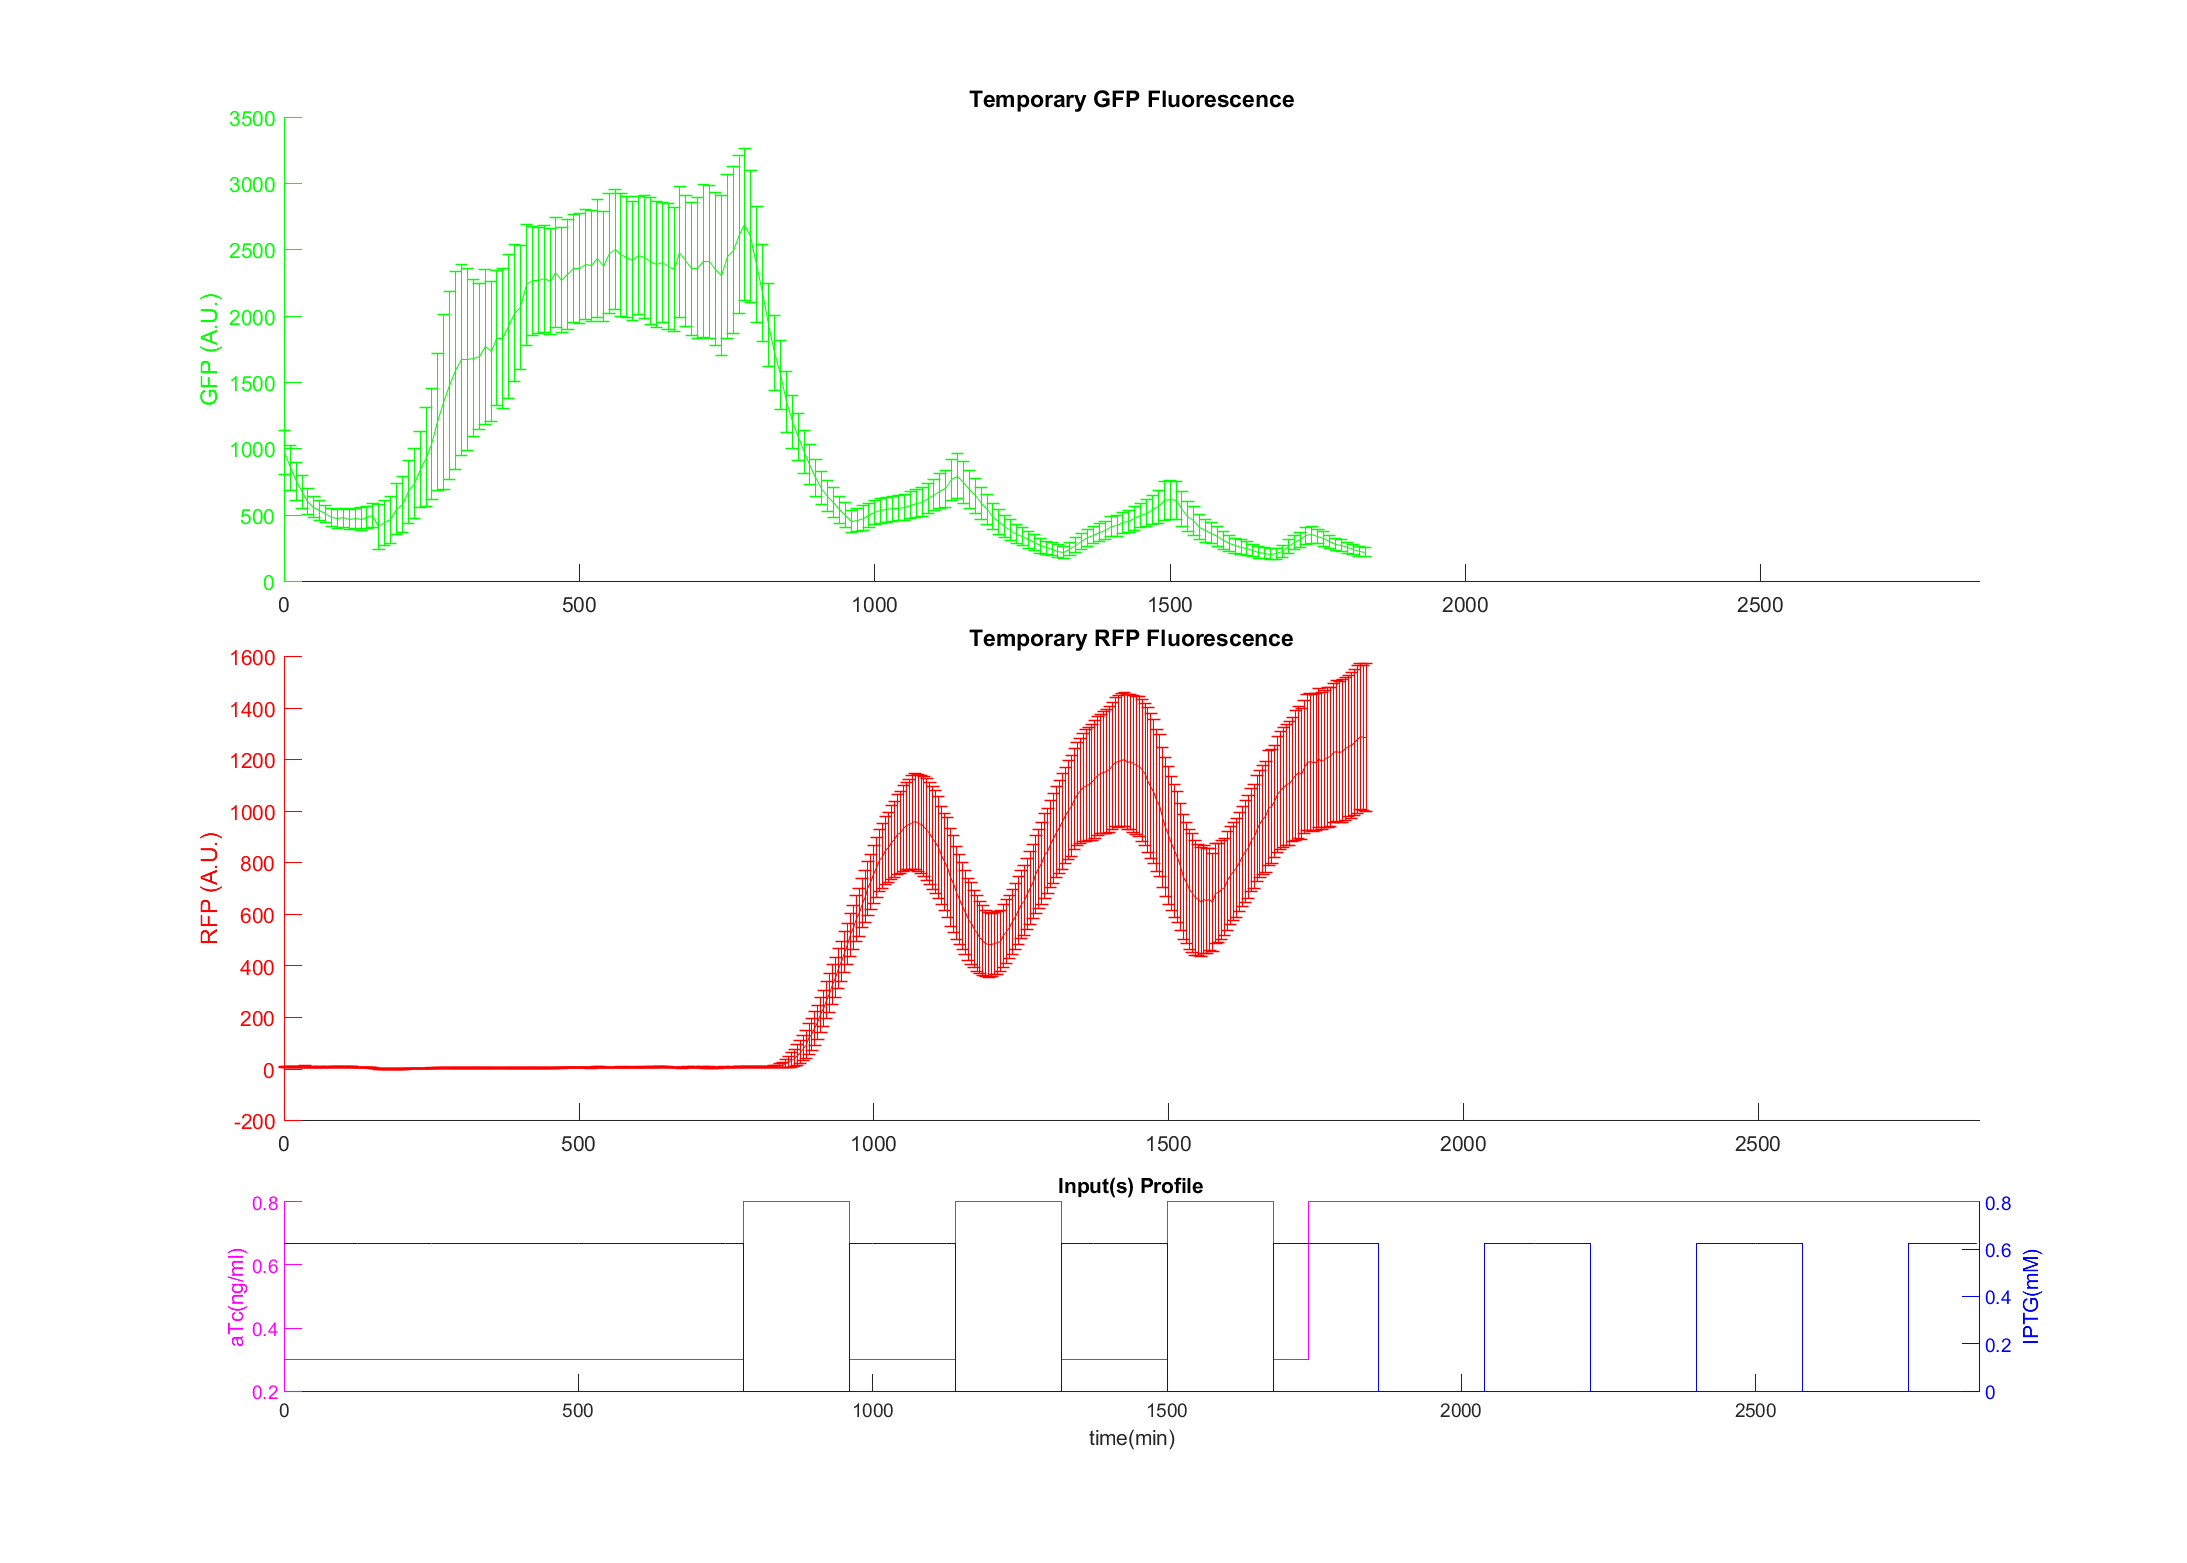 Temporary GFP Fluorescence
GFP (A.U.)
3500
3000
2500
2000
1500
1000
500
0
0 500 1000 1500 2000 2500
Temporary RFP Fluorescence
RFP (A.U.)
1600
1400
1200
1000
800
600
400
200
0
-200
0 500 1000 1500 2000 2500
Input(s) Profile
aTc(ng/ml)
0.8
0.6
0.4
0.2
IPTG(mM)
0.8
0.6
0.4
0.2
0
0 500 1000 1500 2000 2500
time(min)